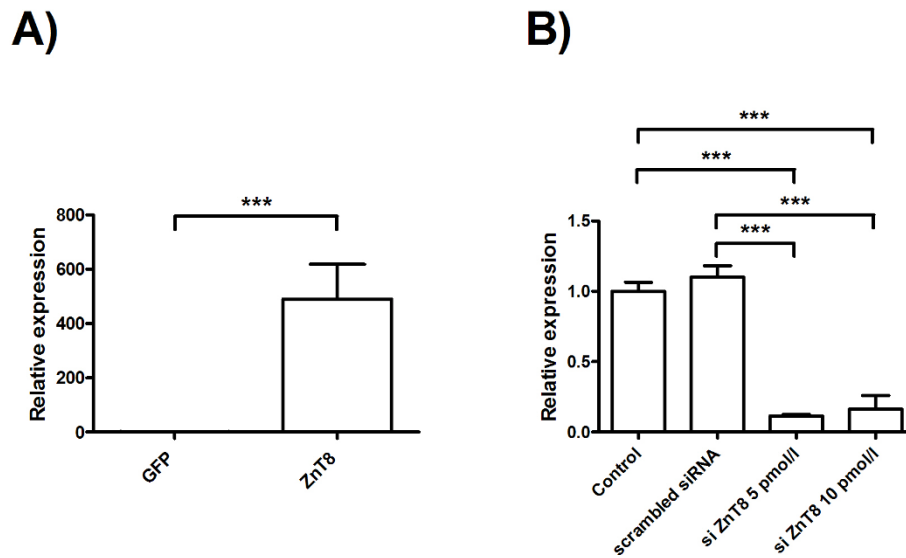 A)
B)
***
800
600
400
200
0
Relative expression
GFP
ZnT8
***
***
***
***
1.5
1.0
0.5
0.0
Relative expression
Control
scrambled siRNA
si ZnT8 5 pmol/l
si ZnT8 10 pmol/l